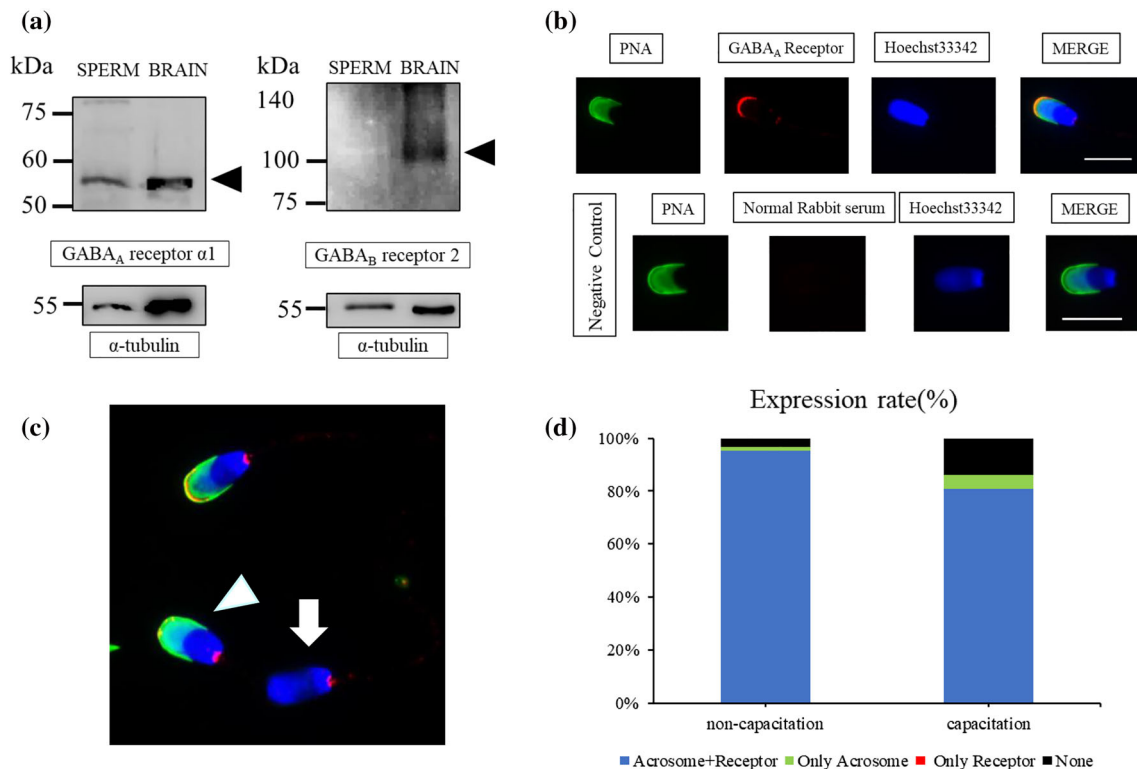 (a)
kDa
SPERM BRAIN
75
60
50
GABAA receptor α1
55
α-tubulin
kDa
SPERM BRAIN
140
100
75
GABAB receptor 2
55
α-tubulin
(b)
PNA
GABAA Receptor
Hoechst33342
MERGE
Negative Control
PNA
Normal Rabbit serum
Hoechst33342
MERGE
(c)
(d)
Expression rate(%)
100%
80%
60%
40%
20%
0%
non-capacitation
capacitation
Acrosome+Receptor
Only Acrosome
Only Receptor
None